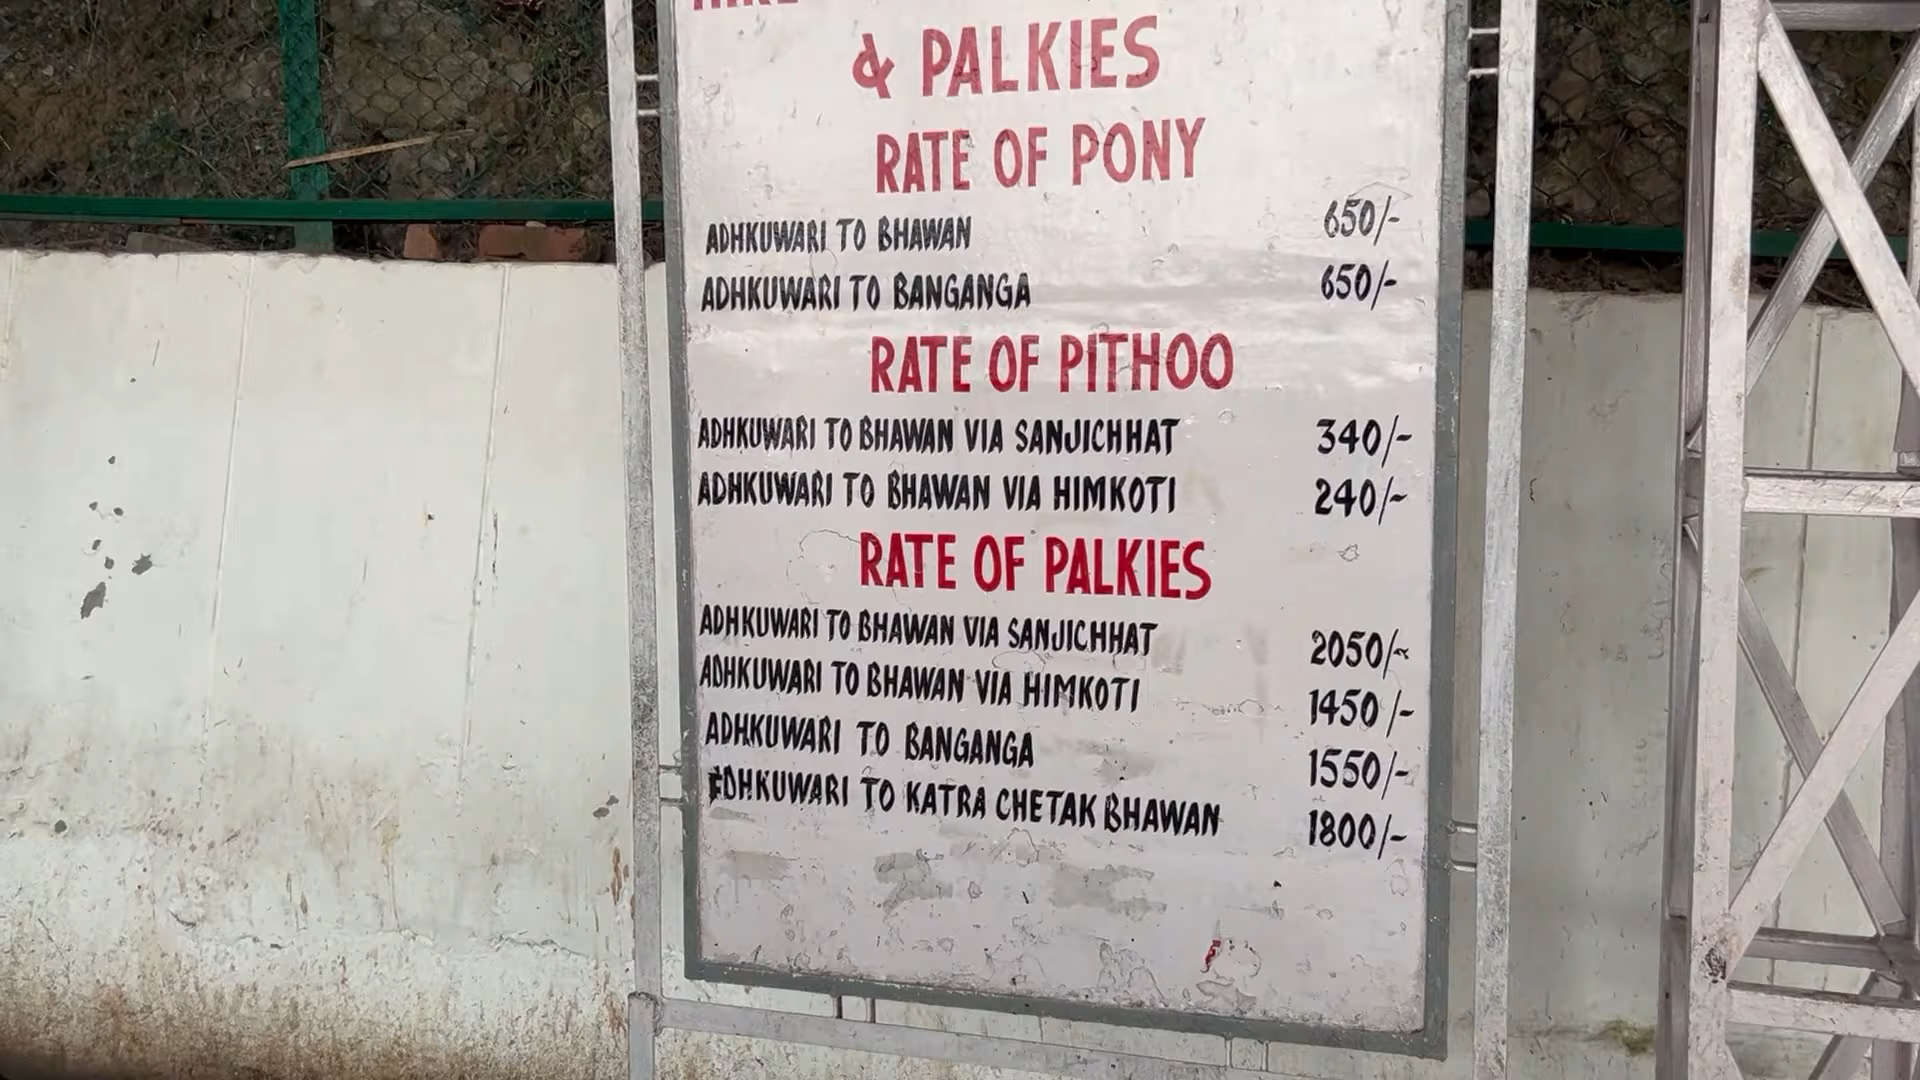 & PALKIES
RATE OF PONY
ADHKUWARI TO BHAWAN 650/-
ADHKUWARI TO BANGANGA 650/-
RATE OF PITHOO
ADHKUWARI TO BHAWAN VIA SANJICHHAT 340/-
ADHKUWARI TO BHAWAN VIA HIMKOTI 240/-
RATE OF PALKIES
ADHKUWARI TO BHAWAN VIA SANJICHHAT 2050/-
ADHKUWARI TO BHAWAN VIA HIMKOTI 1450/-
ADHKUWARI TO BANGANGA 1550/-
ADHKUWARI TO KATRA CHETAK BHAWAN 1800/-